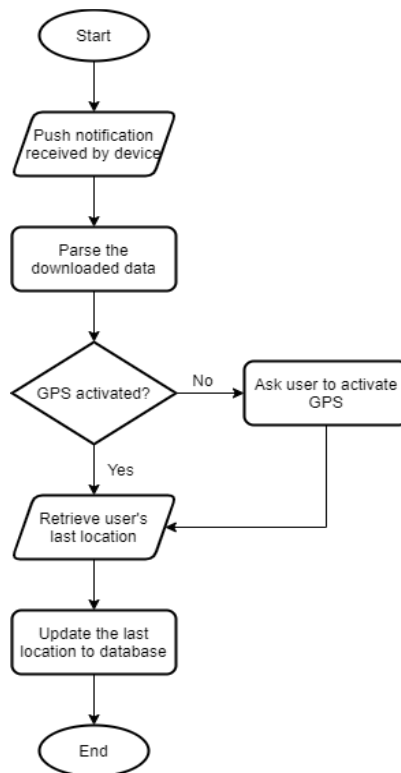 Start
Push notification
received by device
Parse the
downloaded data
GPS activated?
No
Ask user to activate
GPS
Yes
Retrieve user's
last location
Update the last
location to database
End